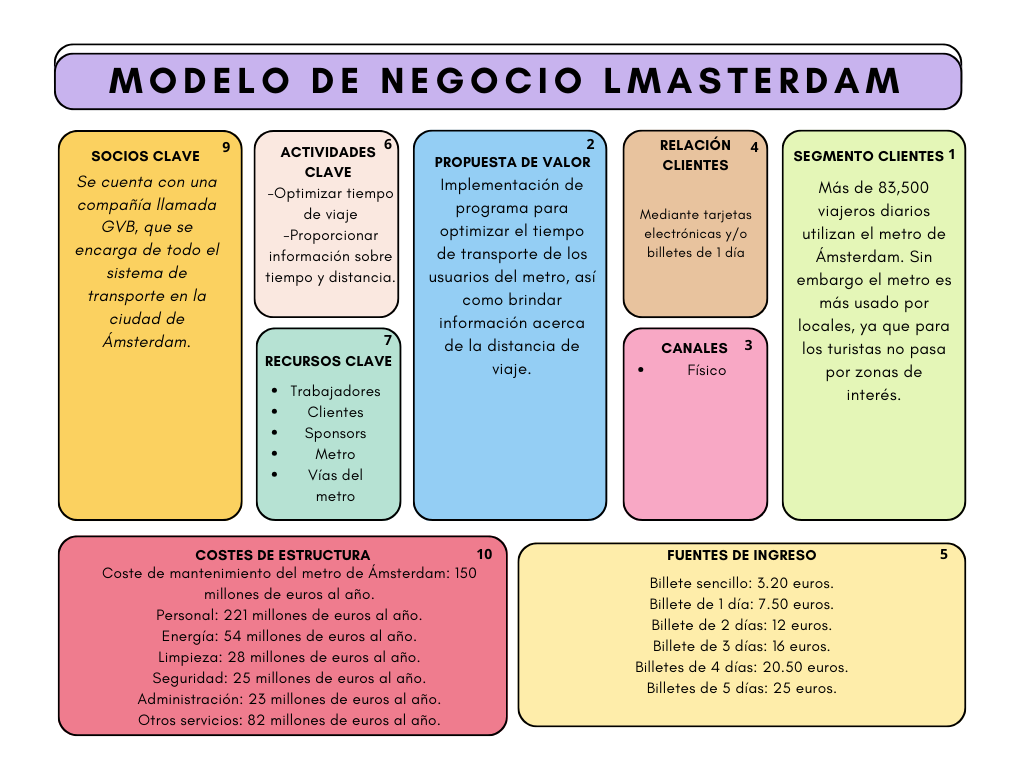 MODELO DE NEGOCIO LMASTERDAM
SOCIOS CLAVE 9
Se cuenta con una
compañía llamada
GVB, que se
encarga de todo el
sistema de
transporte en la
ciudad de
Ámsterdam.
ACTIVIDADES 6
CLAVE
-Optimizar tiempo
de viaje
-Proporcionar
información sobre
tiempo y distancia.
7
RECURSOS CLAVE
• Trabajadores
• Clientes
• Sponsors
• Metro
• Vías del
metro
2
PROPUESTA DE VALOR
Implementación de
programa para
optimizar el tiempo
de transporte de los
usuarios del metro, así
como brindar
información acerca
de la distancia de
viaje.
RELACIÓN 4
CLIENTES
Mediante tarjetas
electrónicas y/o
billetes de 1 día
CANALES 3
• Físico
SEGMENTO CLIENTES 1
Más de 83,500
viajeros diarios
utilizan el metro de
Ámsterdam. Sin
embargo el metro es
más usado por
locales, ya que para
los turistas no pasa
por zonas de
interés.
COSTES DE ESTRUCTURA 10
Coste de mantenimiento del metro de Ámsterdam: 150
millones de euros al año.
Personal: 221 millones de euros al año.
Energía: 54 millones de euros al año.
Limpieza: 28 millones de euros al año.
Seguridad: 25 millones de euros al año.
Administración: 23 millones de euros al año.
Otros servicios: 82 millones de euros al año.
FUENTES DE INGRESO 5
Billete sencillo: 3.20 euros.
Billete de 1 día: 7.50 euros.
Billete de 2 días: 12 euros.
Billete de 3 días: 16 euros.
Billetes de 4 días: 20.50 euros.
Billetes de 5 días: 25 euros.